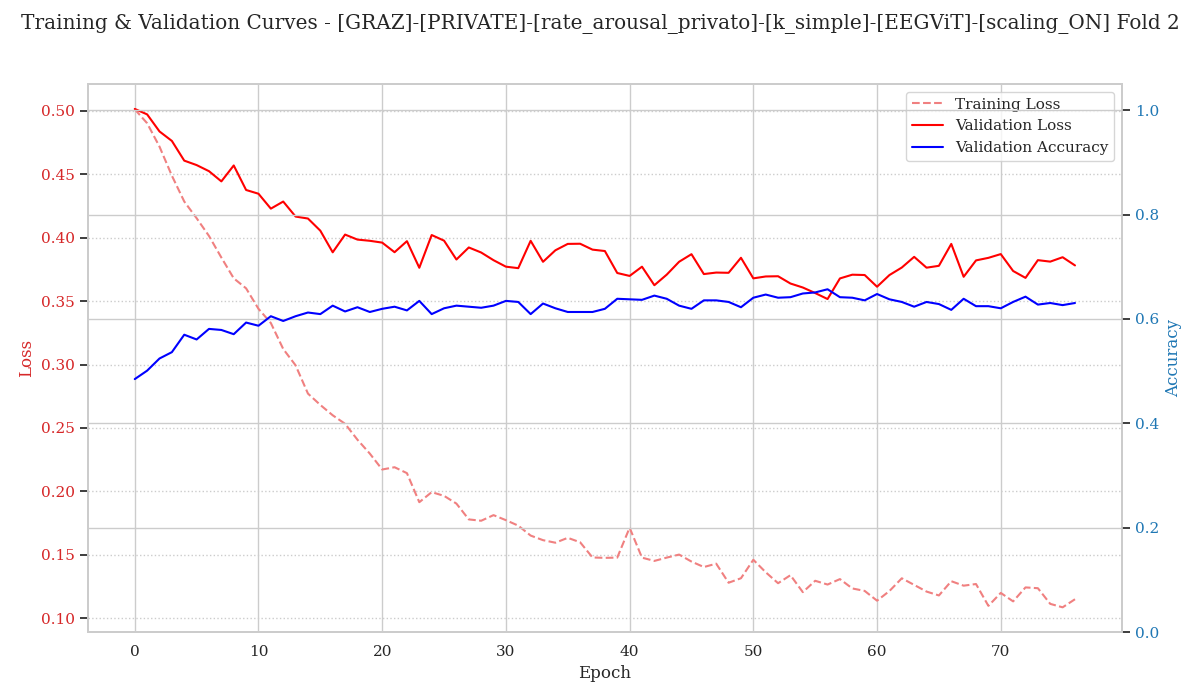 Training & Validation Curves - [GRAZ]-[PRIVATE]-[rate_arousal_privato]-[k_simple]-[EEGViT]-[scaling_ON] Fold 2
Training Loss
Validation Loss
Validation Accuracy
0.50
0.45
0.40
0.35
0.30
0.25
0.20
0.15
0.10
Loss
1.0
0.8
0.6
0.4
0.2
0.0
Accuracy
0 10 20 30 40 50 60 70
Epoch